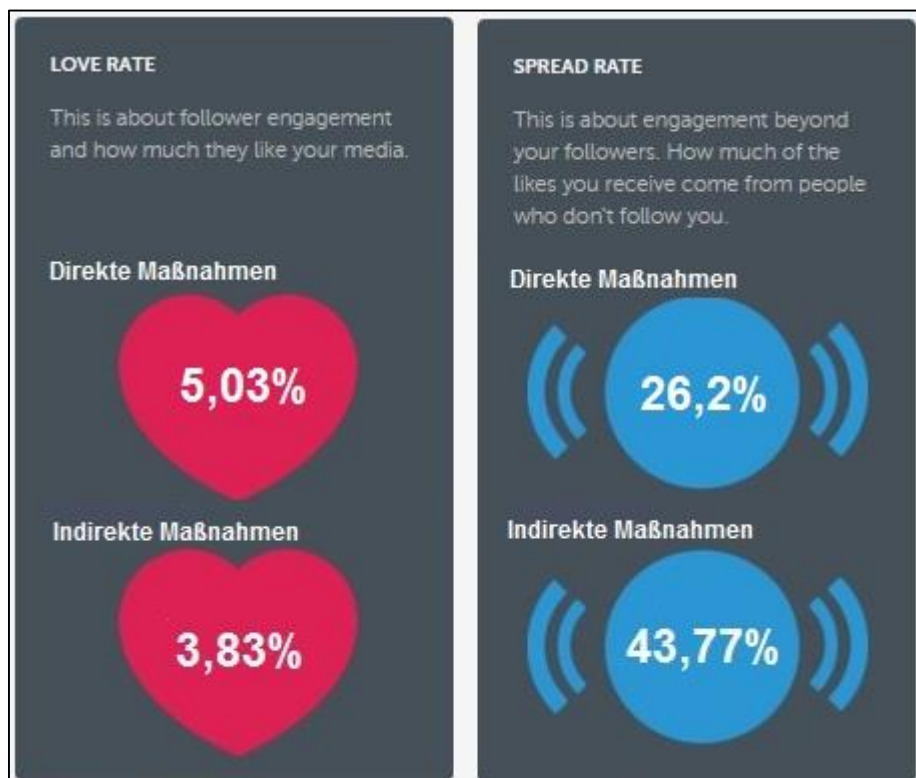 LOVE RATE
This is about follower engagement
and how much they like your media.
Direkte Maßnahmen
5,03%
Indirekte Maßnahmen
3,83%
SPREAD RATE
This is about engagement beyond
your followers. How much of the
likes you receive come from people
who don't follow you.
Direkte Maßnahmen
26,2%
Indirekte Maßnahmen
43,77%